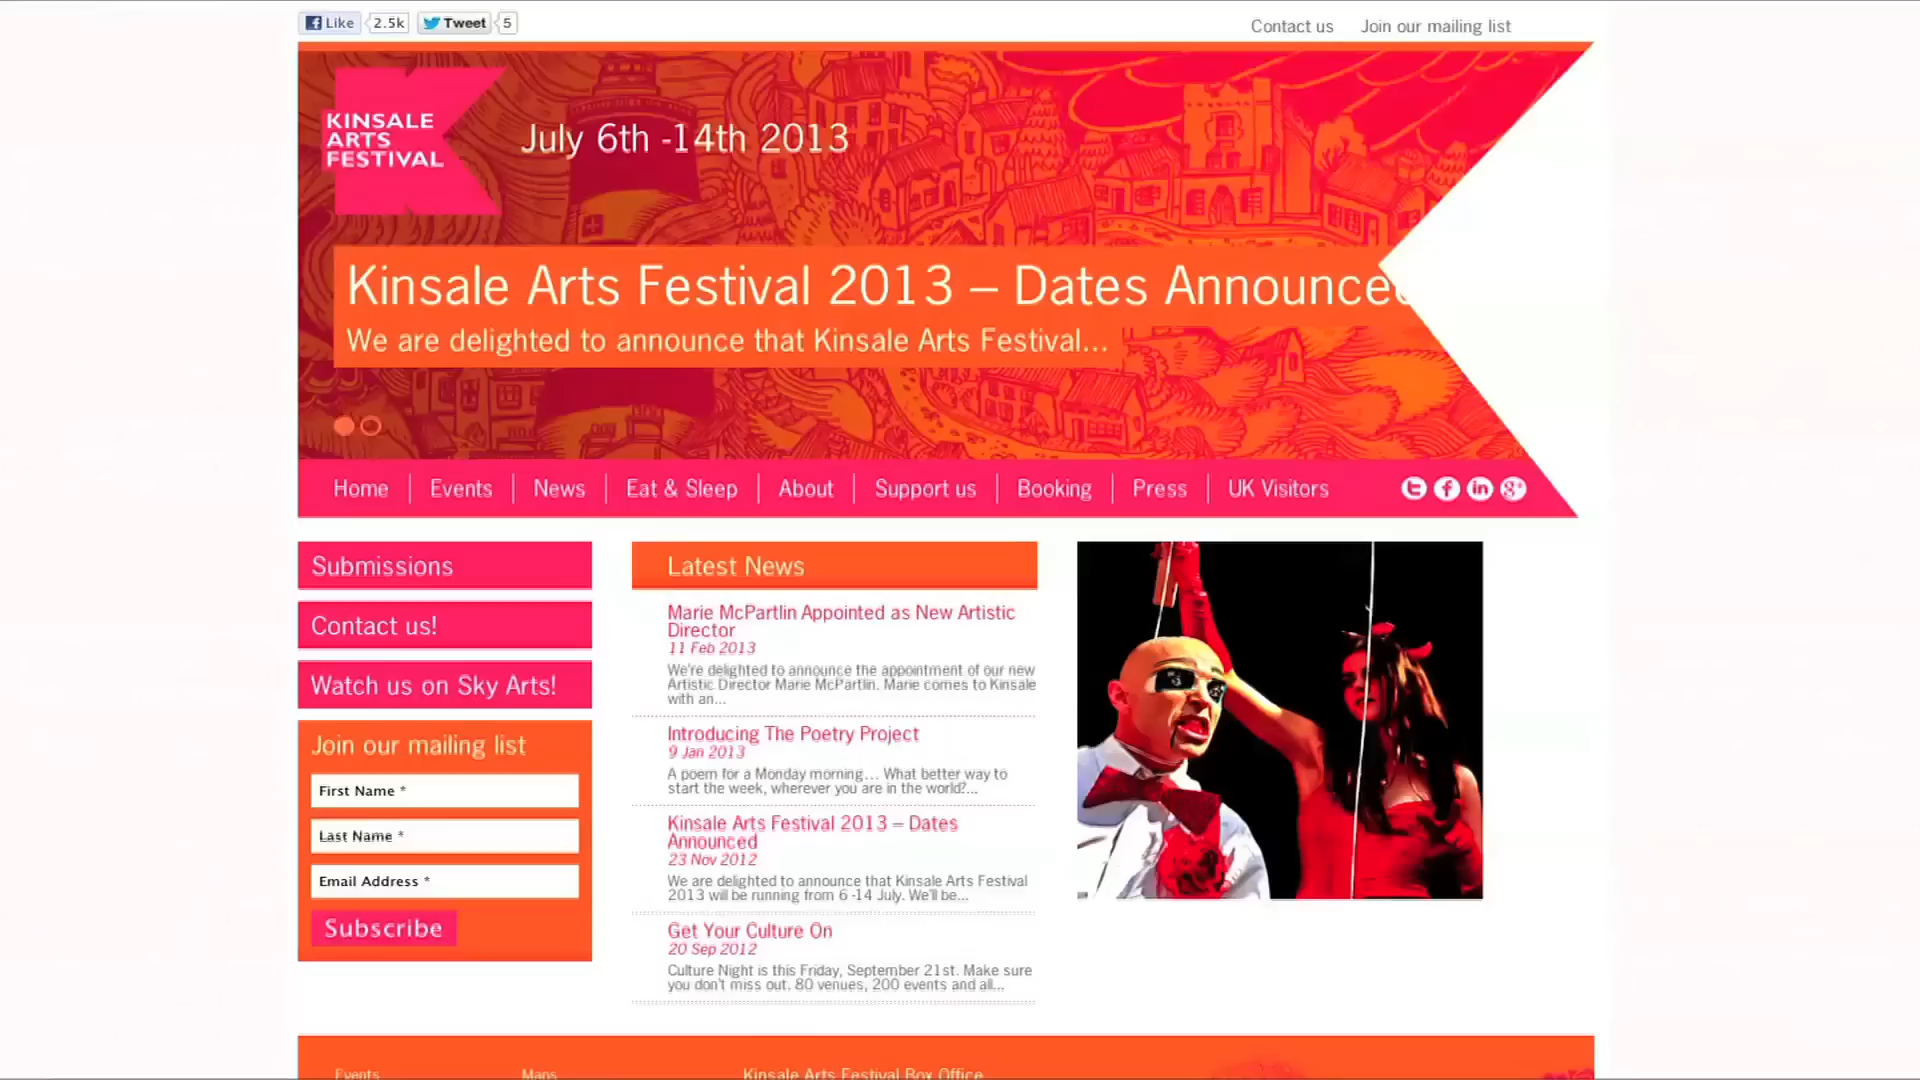 Like 2.5k Tweet 5
Contact us Join our mailing list
KINSALE
ARTS
FESTIVAL
July 6th -14th 2013
Kinsale Arts Festival 2013 – Dates Announced
We are delighted to announce that Kinsale Arts Festival...
Home Events News Eat & Sleep About Support us Booking Press UK Visitors
Submissions
Contact us!
Watch us on Sky Arts!
Join our mailing list
First Name *
Last Name *
Email Address *
Subscribe
Latest News
Marie McPartlin Appointed as New Artistic
Director
11 Feb 2013
We're delighted to announce the appointment of our new
Artistic Director Marie McPartlin. Marie comes to Kinsale
with an...
Introducing The Poetry Project
9 Jan 2013
A poem for a Monday morning… What better way to
start the week, wherever you are in the world?...
Kinsale Arts Festival 2013 – Dates
Announced
23 Nov 2012
We are delighted to announce that Kinsale Arts Festival
2013 will be running from 6 -14 July. We'll be...
Get Your Culture On
20 Sep 2012
Culture Night is this Friday, September 21st. Make sure
you don't miss out. 80 venues, 200 events and all...
Events Maps Kinsale Arts Festival Box Office